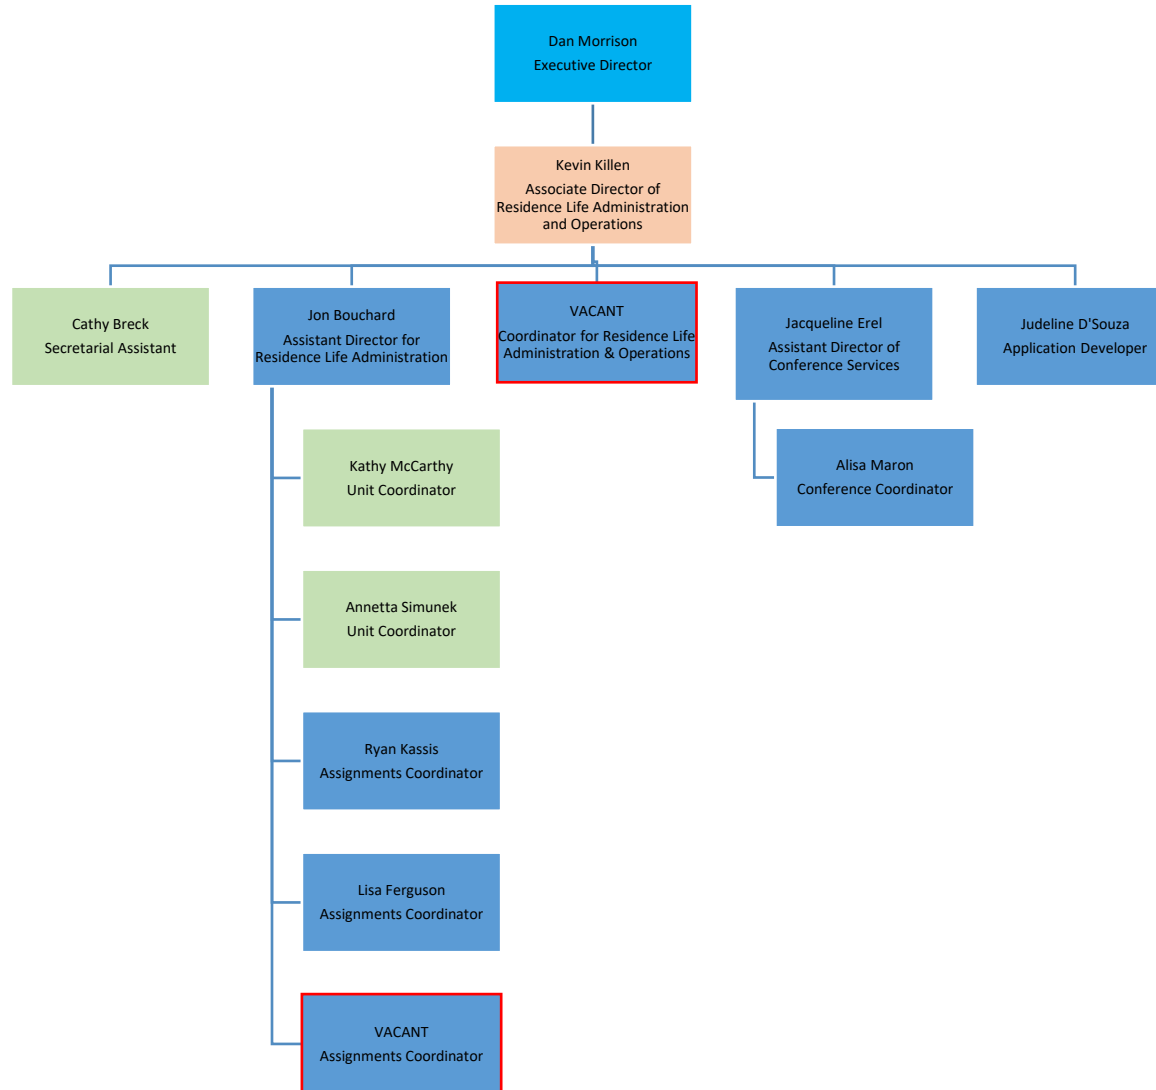 Dan Morrison
Executive Director
Kevin Killen
Associate Director of
Residence Life Administration
and Operations
Cathy Breck
Secretarial Assistant
Jon Bouchard
Assistant Director for
Residence Life Administration
VACANT
Coordinator for Residence Life
Administration & Operations
Jacqueline Erel
Assistant Director of
Conference Services
Judeline D'Souza
Application Developer
Kathy McCarthy
Unit Coordinator
Alisa Maron
Conference Coordinator
Annetta Simunek
Unit Coordinator
Ryan Kassis
Assignments Coordinator
Lisa Ferguson
Assignments Coordinator
VACANT
Assignments Coordinator